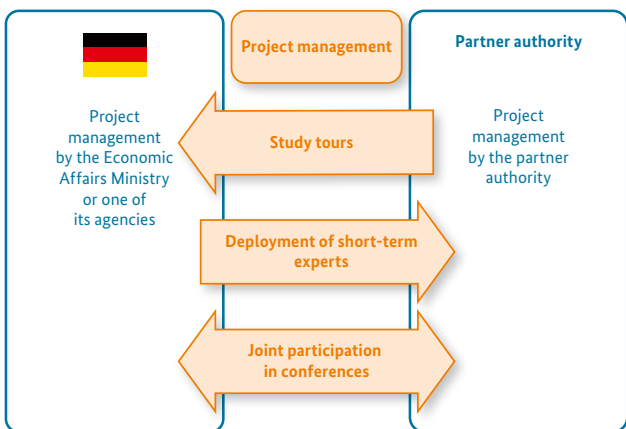 Project management
Partner authority
Project
management
by the Economic
Affairs Ministry
or one of
its agencies
Study tours
Project
management
by the partner
authority
Deployment of short-term
experts
Joint participation
in conferences